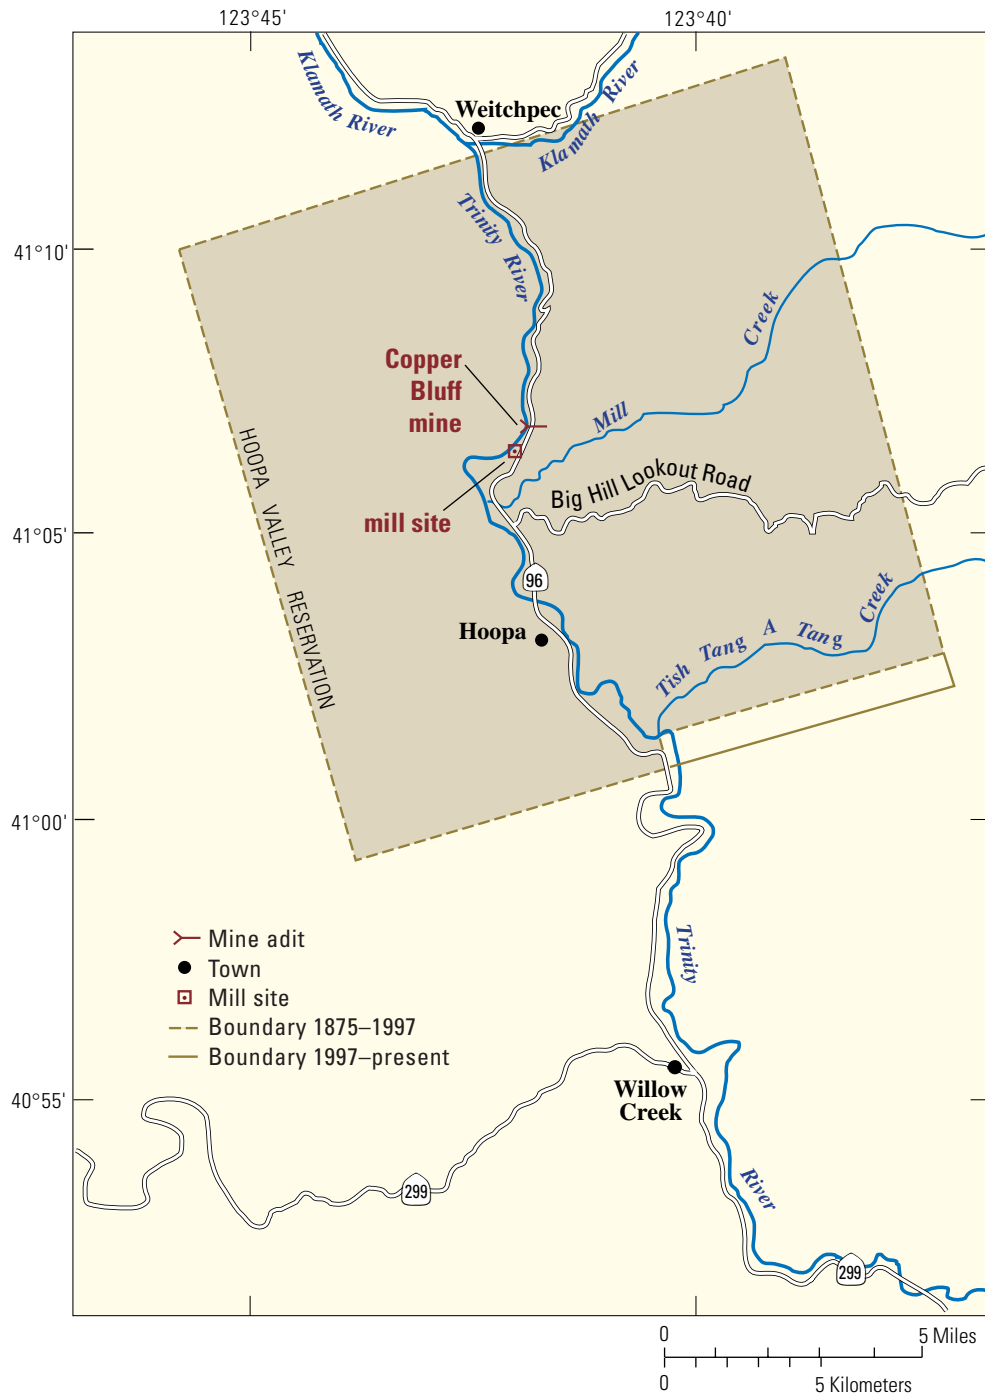 123°45'
123°40'
Klamath River
Klamath River
Weitchpec
Trinity River
41°10'
Copper
Bluff
mine
Mill Creek
HOOPA VALLEY RESERVATION
Big Hill Lookout Road
mill site
41°05'
96
Hoopa
Tish Tang A Tang Creek
41°00'
Mine adit
Town
Mill site
Boundary 1875–1997
Boundary 1997–present
Trinity River
40°55'
Willow
Creek
299
299
0
5 Miles
0
5 Kilometers